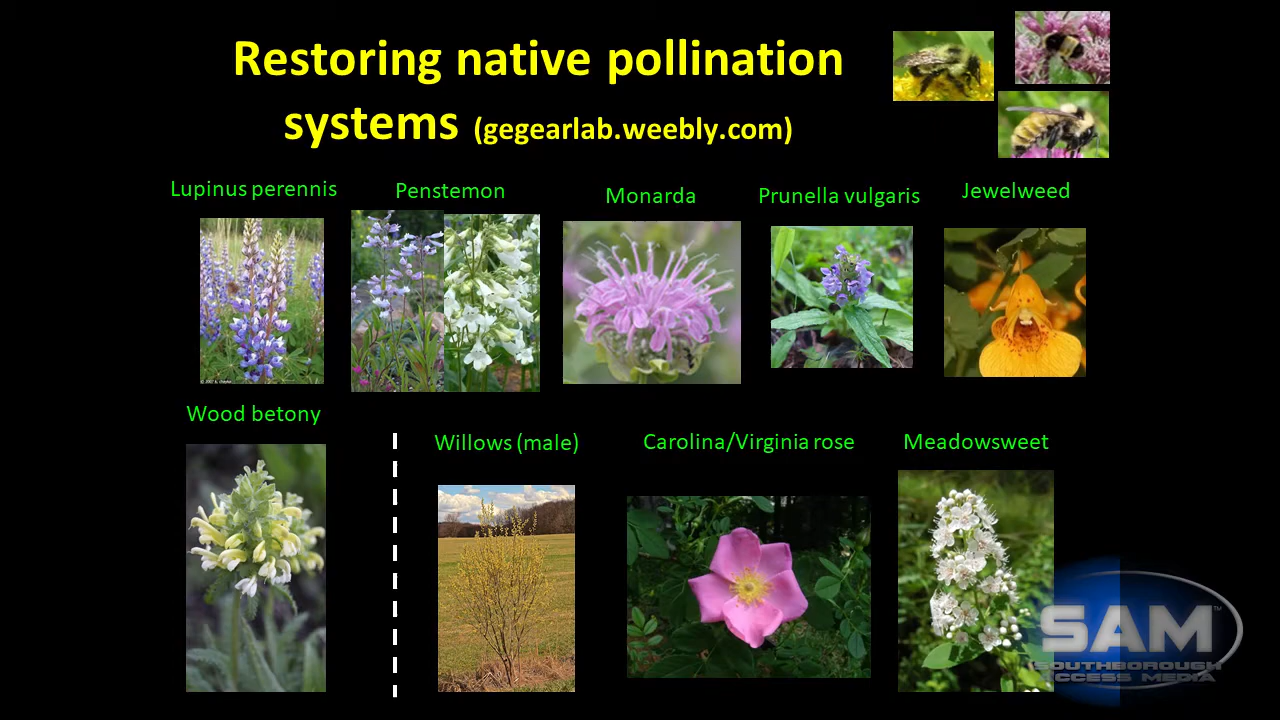 Restoring native pollination
systems (gegearlab.weebly.com)
Lupinus perennis
Penstemon
Monarda
Prunella vulgaris
Jewelweed
Wood betony
Willows (male)
Carolina/Virginia rose
Meadowsweet
SAM™
SOUTHBOROUGH
ACCESS MEDIA